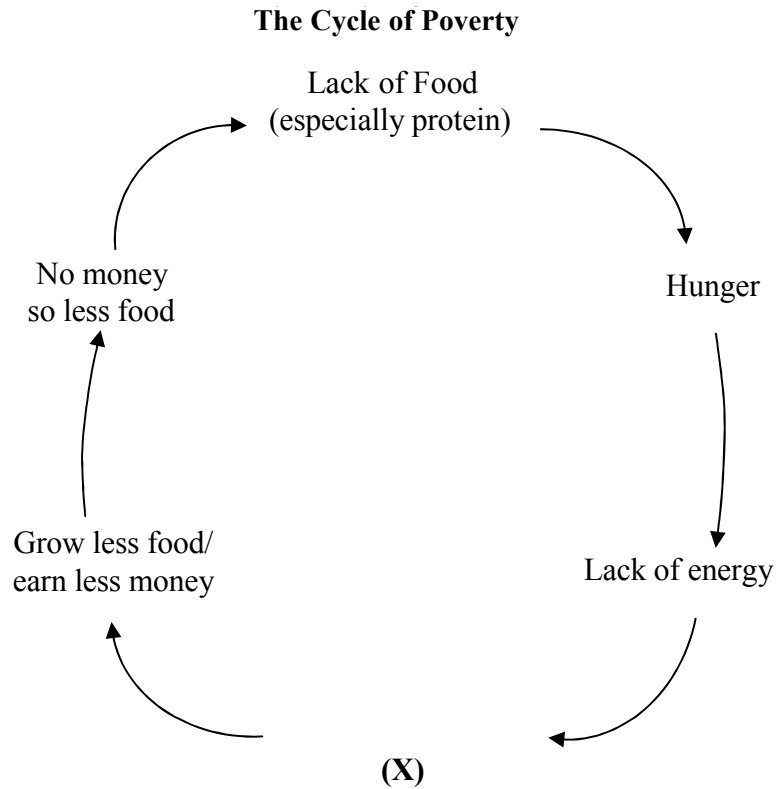 The Cycle of Poverty
Lack of Food
(especially protein)
Hunger
Lack of energy
(X)
Grow less food/
earn less money
No money
so less food